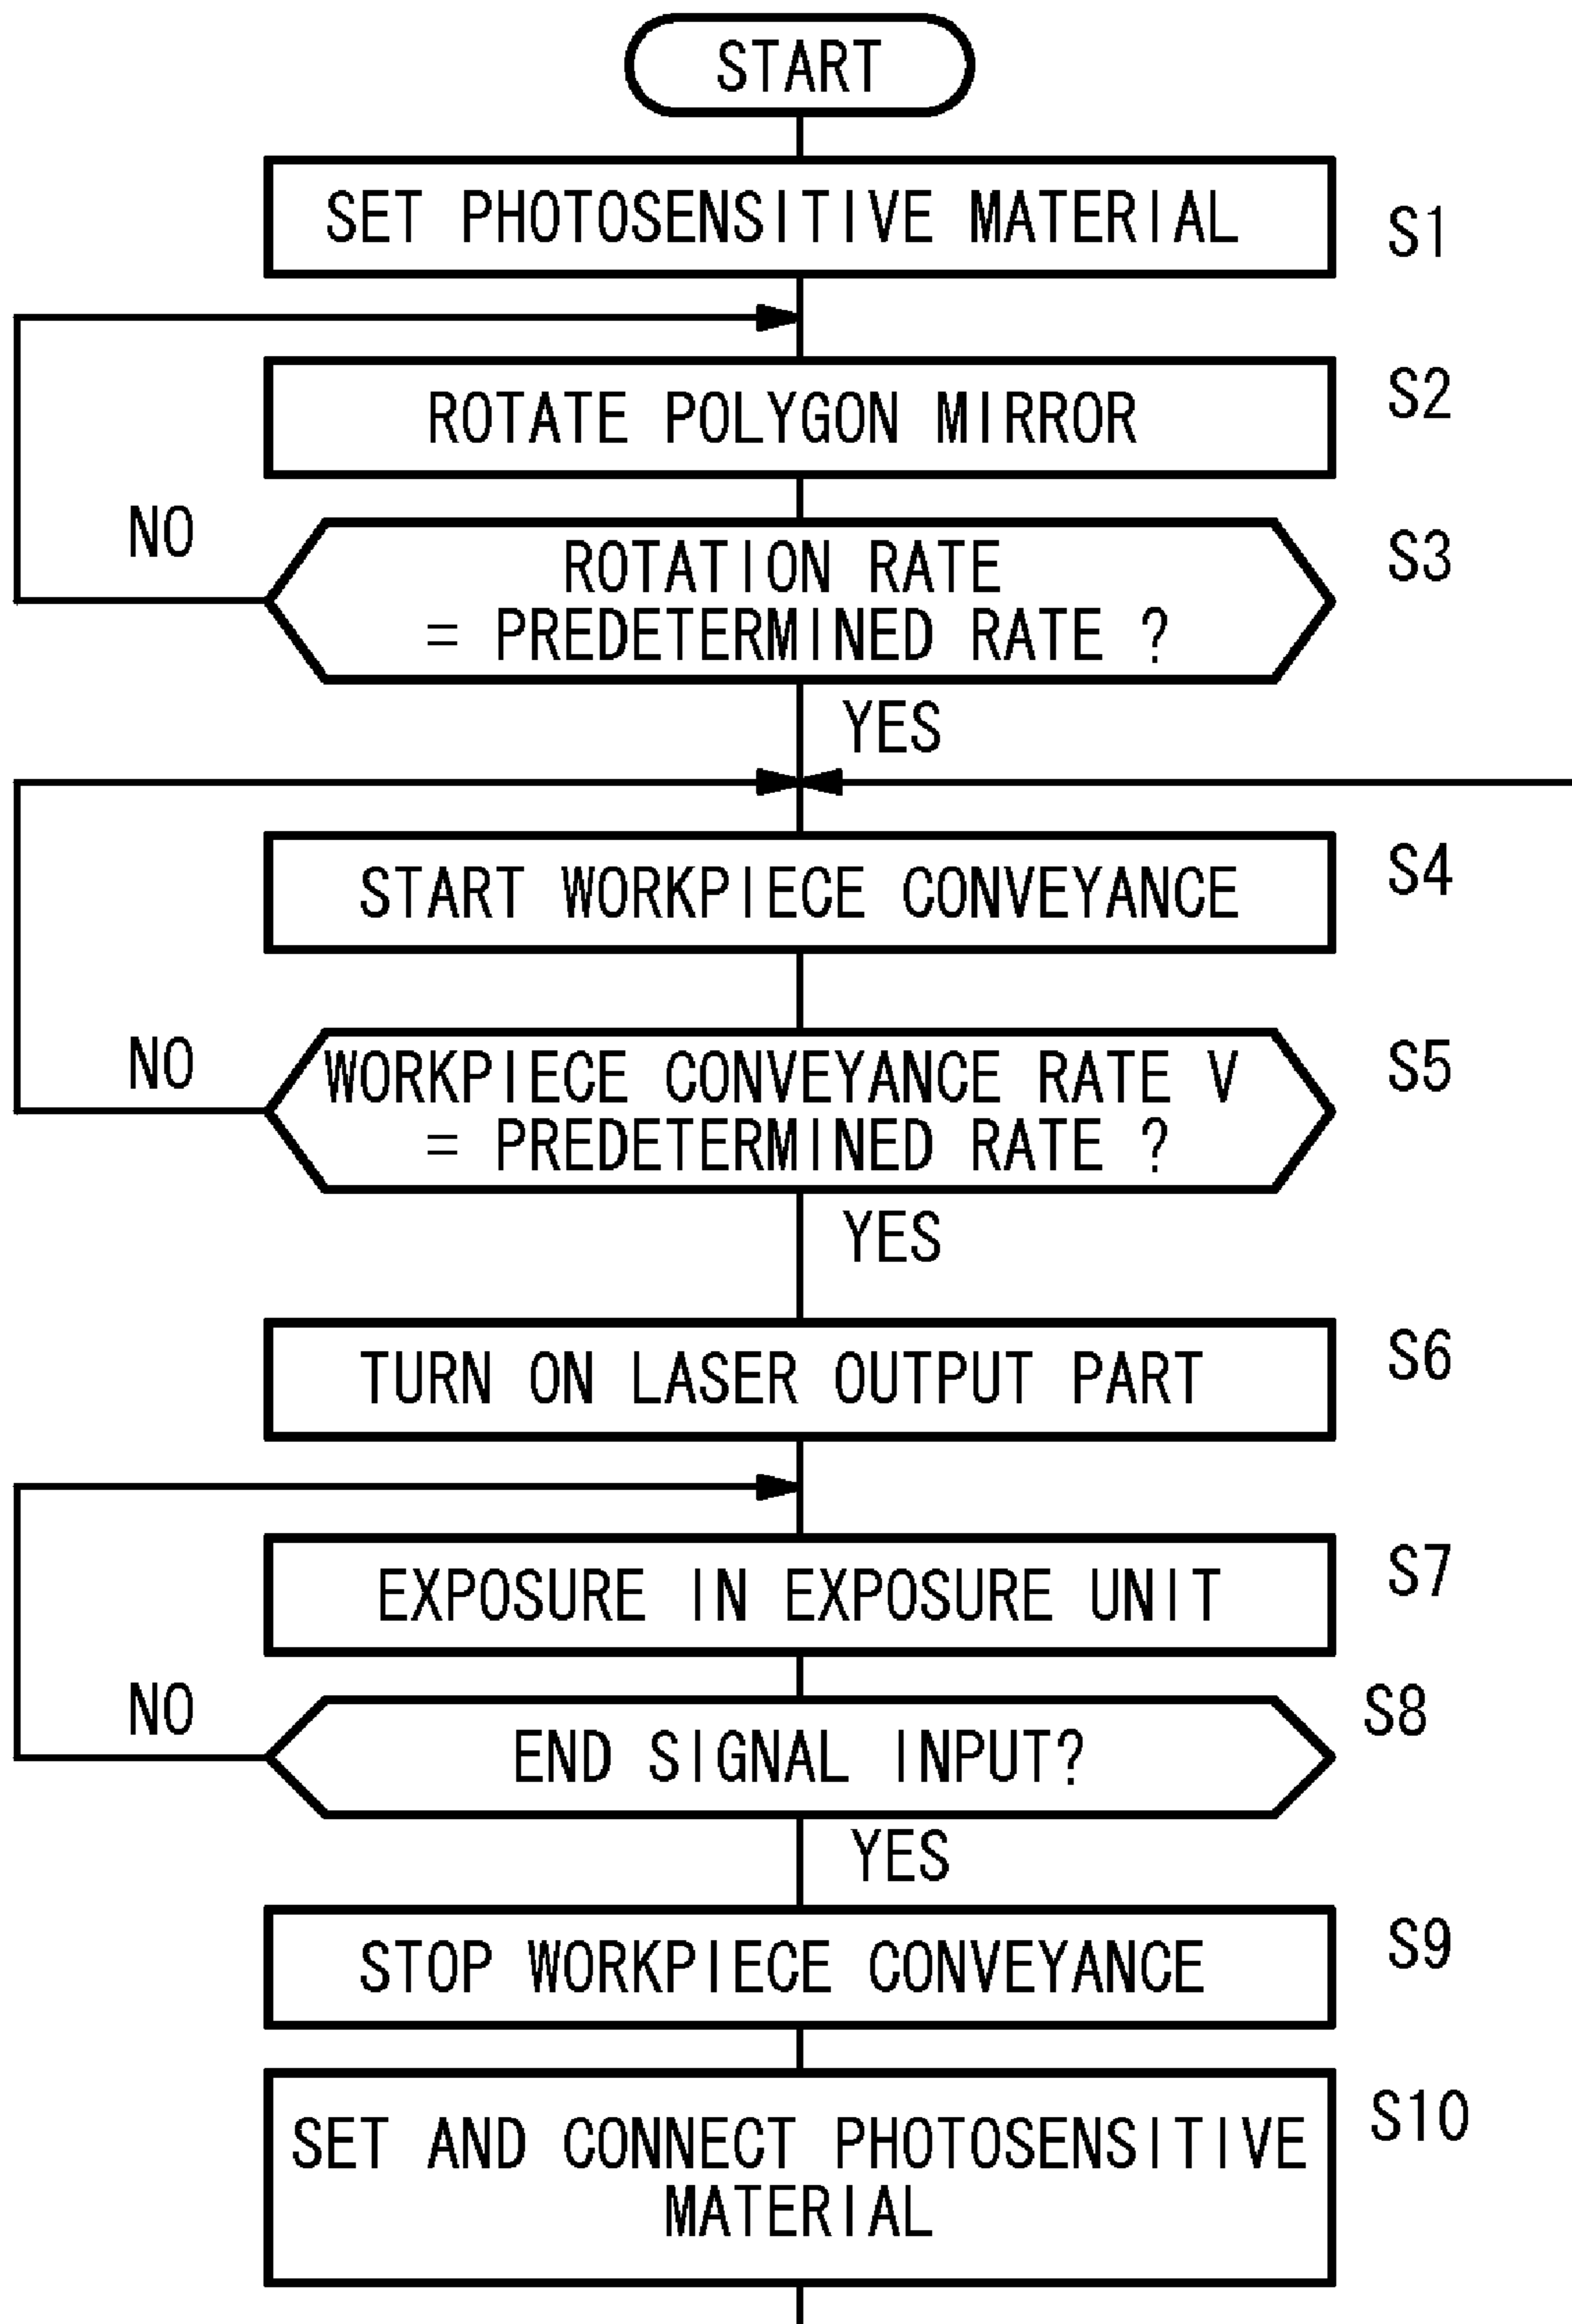 START
SET PHOTOSENSITIVE MATERIAL
S1
ROTATE POLYGON MIRROR
S2
NO
ROTATION RATE
= PREDETERMINED RATE ?
S3
YES
START WORKPIECE CONVEYANCE
S4
NO
WORKPIECE CONVEYANCE RATE V
= PREDETERMINED RATE ?
S5
YES
TURN ON LASER OUTPUT PART
S6
EXPOSURE IN EXPOSURE UNIT
S7
NO
END SIGNAL INPUT?
S8
YES
STOP WORKPIECE CONVEYANCE
S9
SET AND CONNECT PHOTOSENSITIVE
MATERIAL
S10